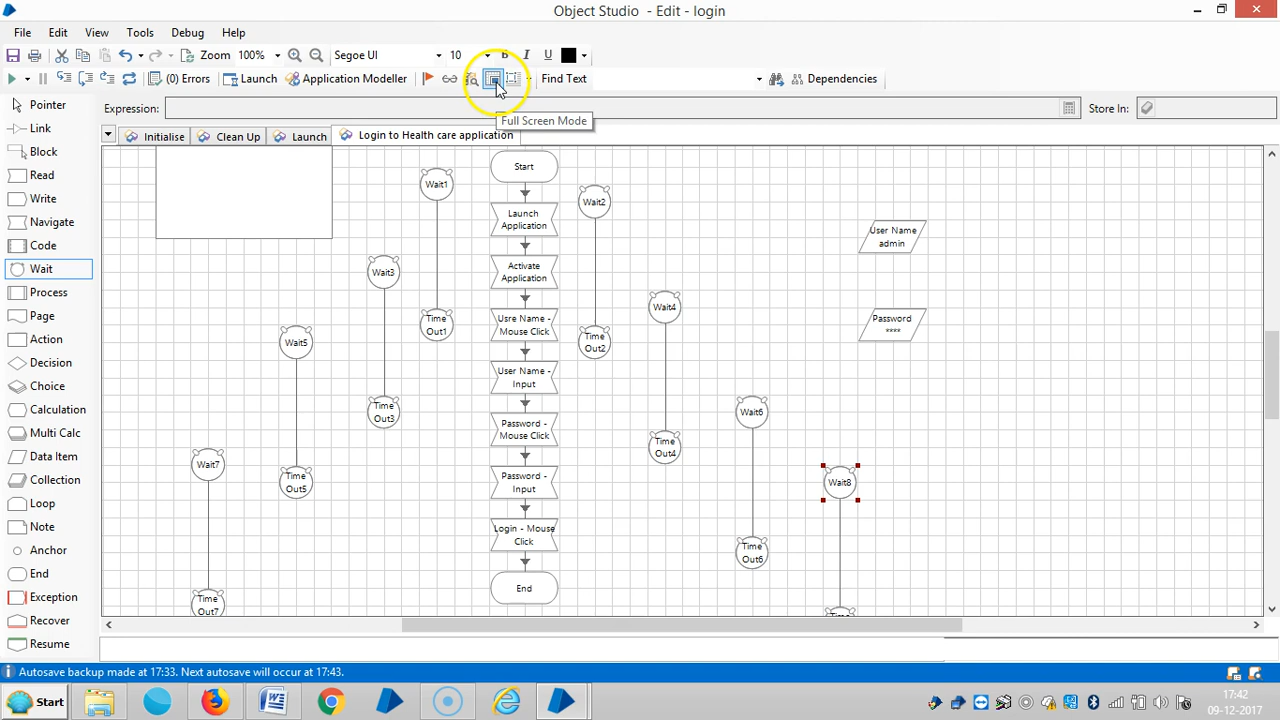 Object Studio - Edit - login
File Edit View Tools Debug Help
Zoom 100% Segoe UI 10 B I U
(0) Errors Launch Application Modeller Find Text Dependencies
Expression: Store In:
Full Screen Mode
Initialise Clean Up Launch Login to Health care application
Pointer
Link
Block
Read
Write
Navigate
Code
Wait
Process
Page
Action
Decision
Choice
Calculation
Multi Calc
Data Item
Collection
Loop
Note
Anchor
End
Exception
Recover
Resume
Start
Launch
Application
Activate
Application
Usre Name -
Mouse Click
User Name -
Input
Password -
Mouse Click
Password -
Input
Login - Mouse
Click
End
Wait1
Time
Out1
Wait2
Time
Out2
Wait3
Time
Out3
Wait4
Time
Out4
Wait5
Time
Out5
Wait6
Time
Out6
Wait7
Time
Out7
Wait8
Time
User Name
admin
Password
****
Autosave backup made at 17:33. Next autosave will occur at 17:43.
Start
17:42
09-12-2017